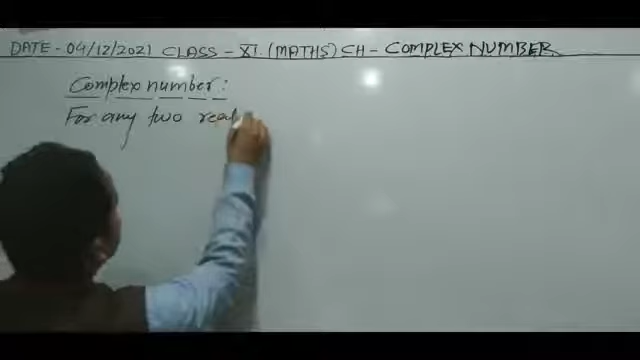 DATE - 04/12/2021 CLASS - XI. (MATHS) CH - COMPLEX NUMBER
Complex number :
For any two real